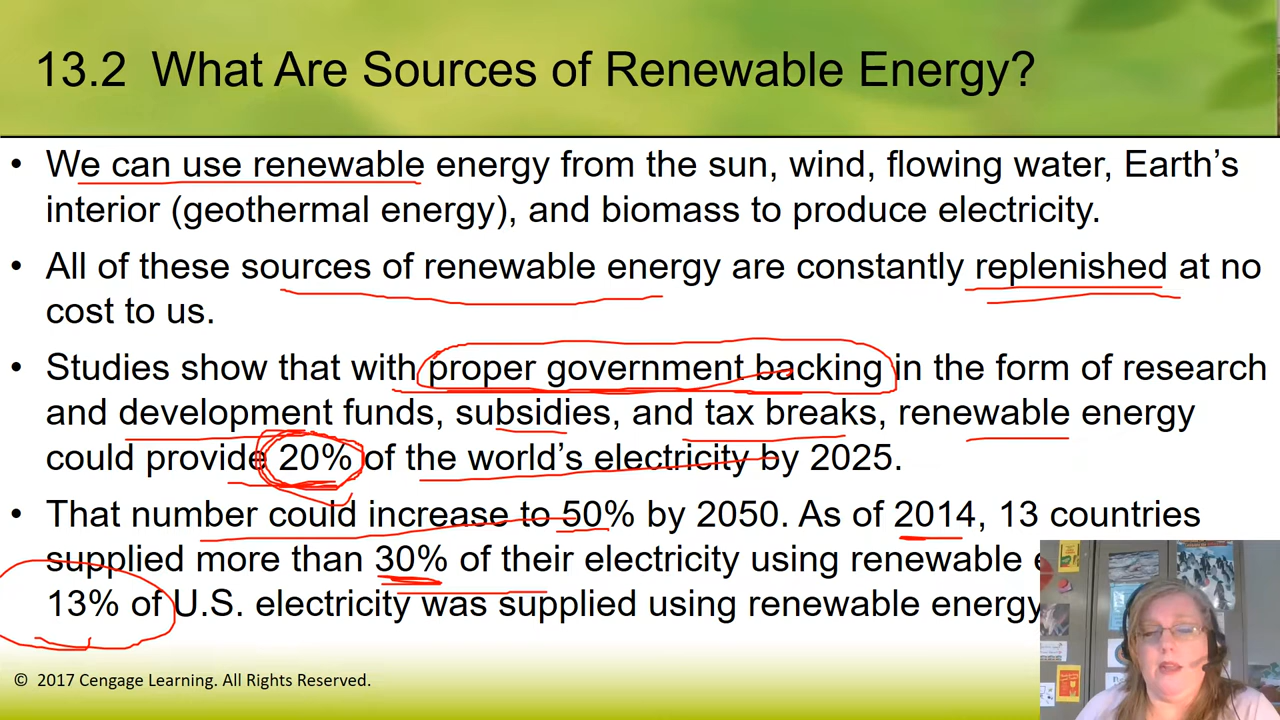 13.2 What Are Sources of Renewable Energy?
• We can use renewable energy from the sun, wind, flowing water, Earth’s
interior (geothermal energy), and biomass to produce electricity.
• All of these sources of renewable energy are constantly replenished at no
cost to us.
• Studies show that with proper government backing in the form of research
and development funds, subsidies, and tax breaks, renewable energy
could provide 20% of the world’s electricity by 2025.
• That number could increase to 50% by 2050. As of 2014, 13 countries
supplied more than 30% of their electricity using renewable
13% of U.S. electricity was supplied using renewable energy
© 2017 Cengage Learning. All Rights Reserved.